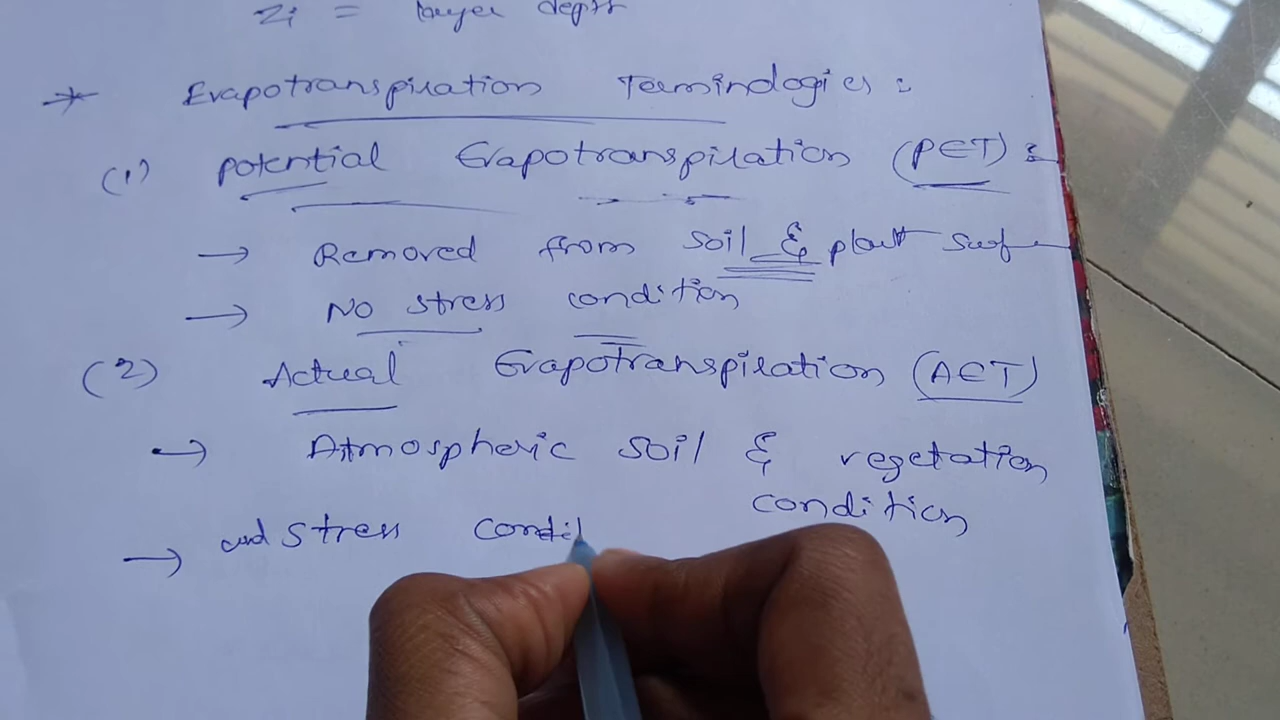 Zi = layer depth
* Evapotranspiration Terminologies :
(1) potential Evapotranspiration (PET) :
→ Removed from soil & plant surf
→ No stress condition
(2) Actual Evapotranspiration (AET)
→ Atmospheric soil & vegetation condition
→ and stress condi